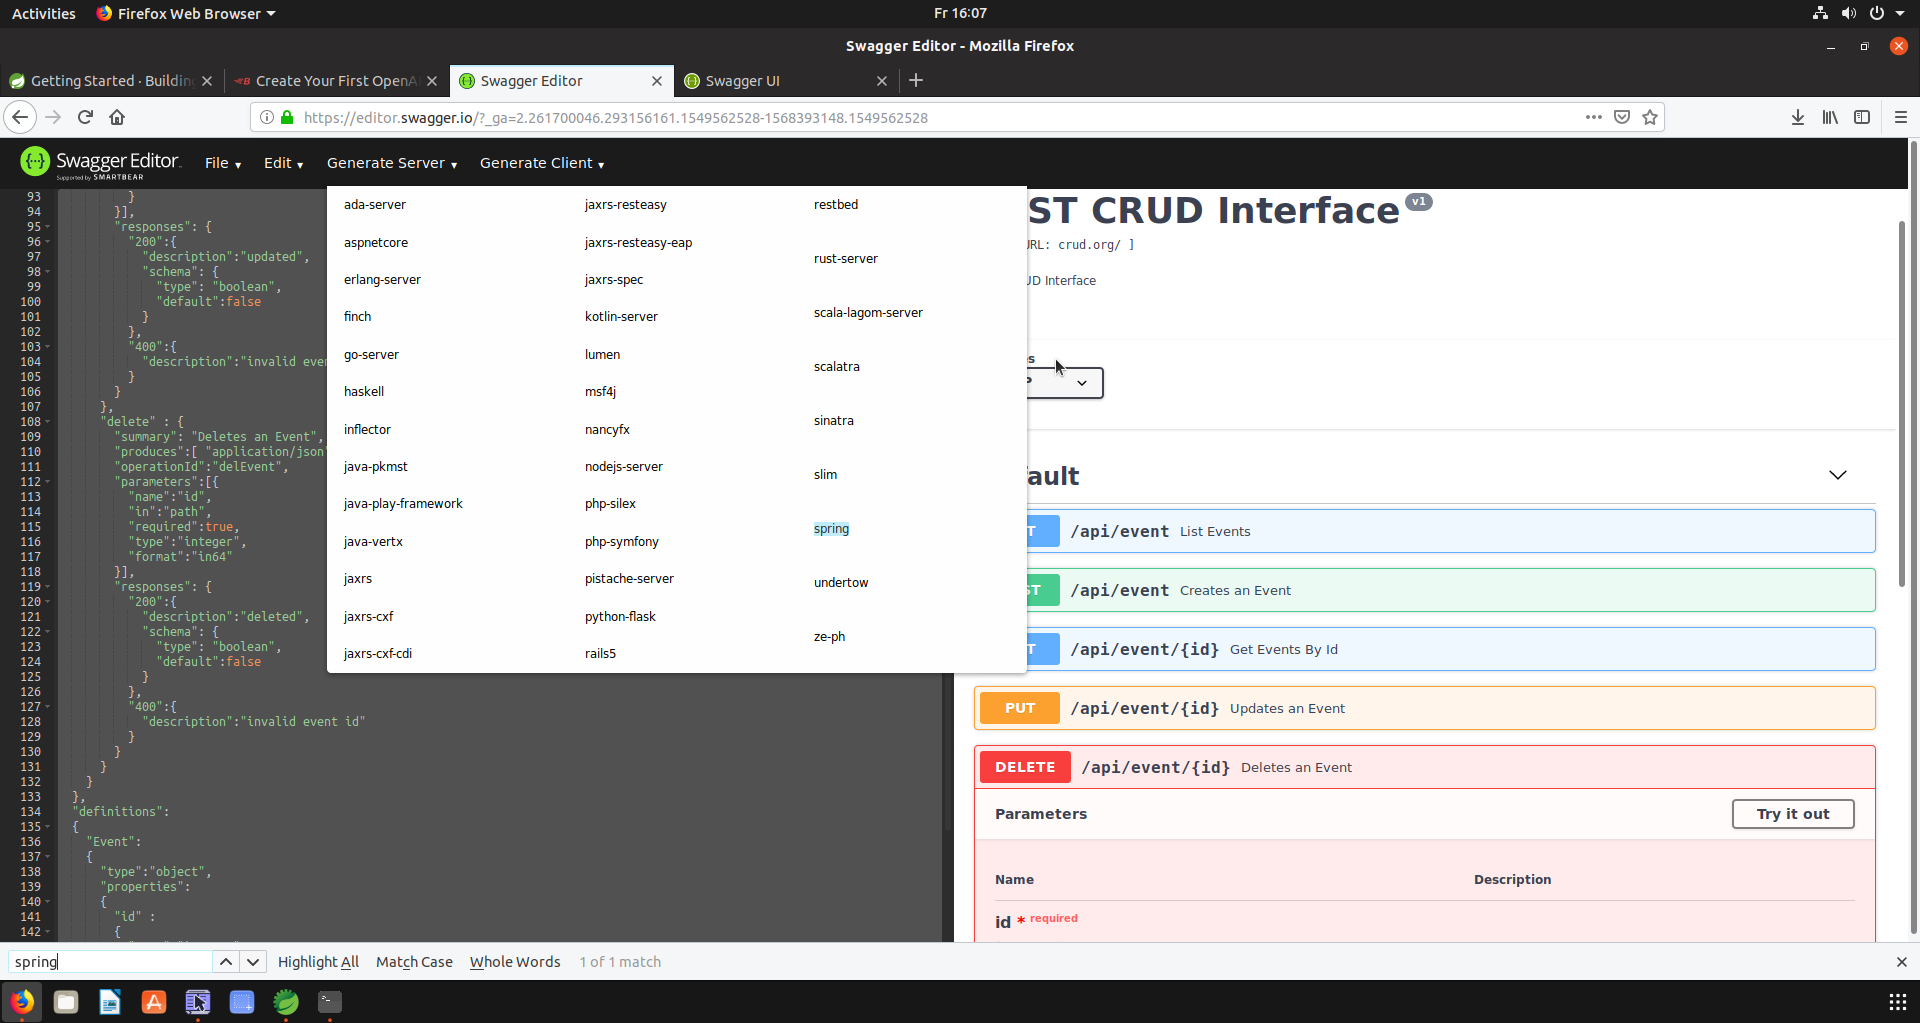 Activities Firefox Web Browser Fr 16:07
Swagger Editor - Mozilla Firefox
Getting Started · Building Create Your First OpenA Swagger Editor Swagger UI
https://editor.swagger.io/?_ga=2.261700046.293156161.1549562528-1568393148.1549562528
Swagger Editor File Edit Generate Server Generate Client
Supported by SMARTBEAR
93 }
94 }],
95 "responses": {
96 "200":{
97 "description":"updated",
98 "schema": {
99 "type": "boolean",
100 "default":false
101 }
102 },
103 "400":{
104 "description":"invalid even
105 }
106 }
107 },
108 "delete" : {
109 "summary": "Deletes an Event",
110 "produces":[ "application/json"
111 "operationId":"delEvent",
112 "parameters":[{
113 "name":"id",
114 "in":"path",
115 "required":true,
116 "type":"integer",
117 "format":"in64"
118 }],
119 "responses": {
120 "200":{
121 "description":"deleted",
122 "schema": {
123 "type": "boolean",
124 "default":false
125 }
126 },
127 "400":{
128 "description":"invalid event id"
129 }
130 }
131 }
132 }
133 },
134 "definitions":
135 {
136 "Event":
137 {
138 "type":"object",
139 "properties":
140 {
141 "id" :
142 {
ada-server
aspnetcore
erlang-server
finch
go-server
haskell
inflector
java-pkmst
java-play-framework
java-vertx
jaxrs
jaxrs-cxf
jaxrs-cxf-cdi
jaxrs-resteasy
jaxrs-resteasy-eap
jaxrs-spec
kotlin-server
lumen
msf4j
nancyfx
nodejs-server
php-silex
php-symfony
pistache-server
python-flask
rails5
restbed
rust-server
scala-lagom-server
scalatra
sinatra
slim
spring
undertow
ze-ph
ST CRUD Interface v1
URL: crud.org/ ]
UD Interface
es
P
ault
T /api/event List Events
ST /api/event Creates an Event
T /api/event/{id} Get Events By Id
PUT /api/event/{id} Updates an Event
DELETE /api/event/{id} Deletes an Event
Parameters Try it out
Name Description
id * required
spring Highlight All Match Case Whole Words 1 of 1 match